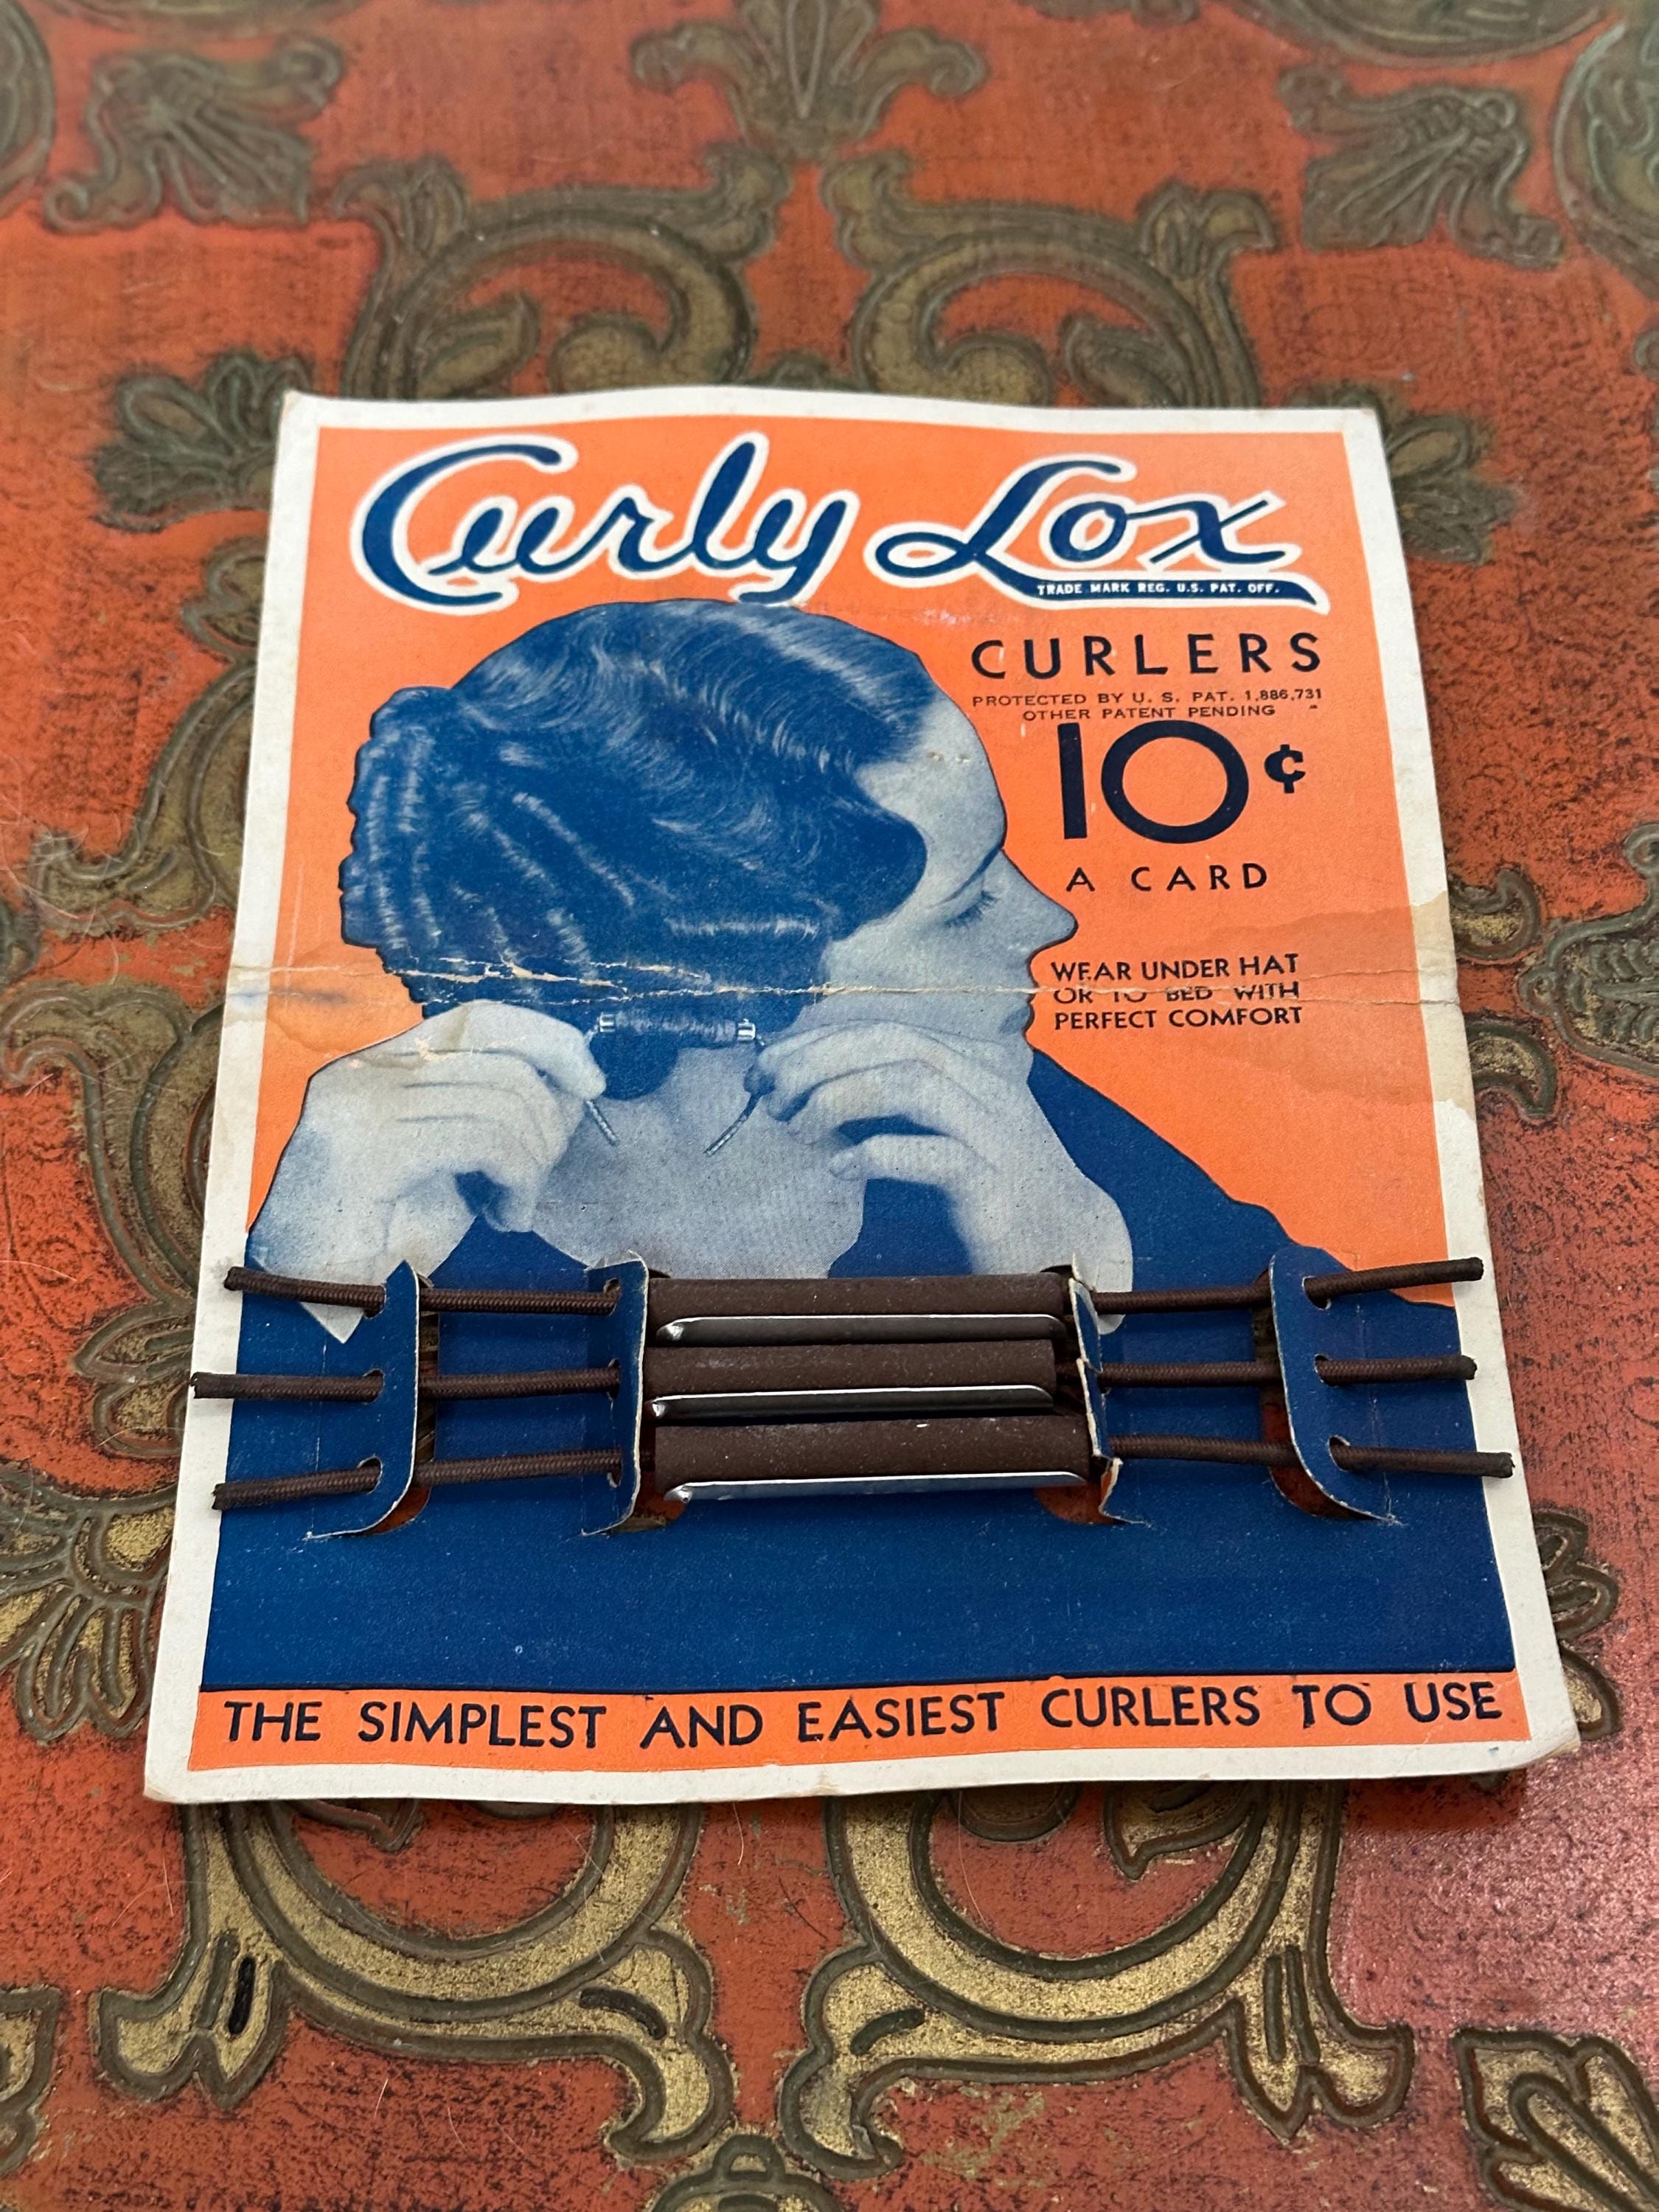 Curly Lox
TRADE MARK REG. U.S. PAT. OFF.
CURLERS
PROTECTED BY U. S. PAT. 1,886,731
OTHER PATENT PENDING
10¢
A CARD
WEAR UNDER HAT
OR TO BED WITH
PERFECT COMFORT
THE SIMPLEST AND EASIEST CURLERS TO USE